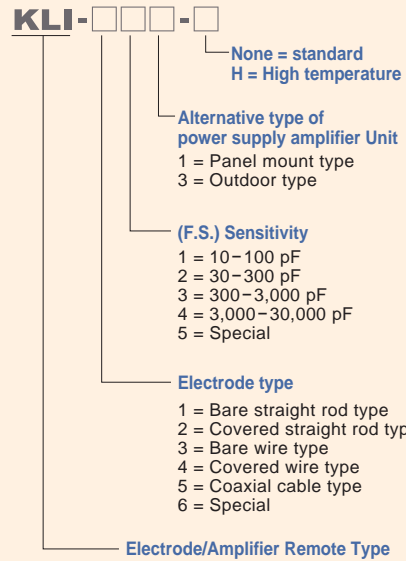 KLI-□□□-□
None = standard
H = High temperature
Alternative type of
power supply amplifier Unit
1 = Panel mount type
3 = Outdoor type
(F.S.) Sensitivity
1 = 10–100 pF
2 = 30–300 pF
3 = 300–3,000 pF
4 = 3,000–30,000 pF
5 = Special
Electrode type
1 = Bare straight rod type
2 = Covered straight rod typ
3 = Bare wire type
4 = Covered wire type
5 = Coaxial cable type
6 = Special
Electrode/Amplifier Remote Type